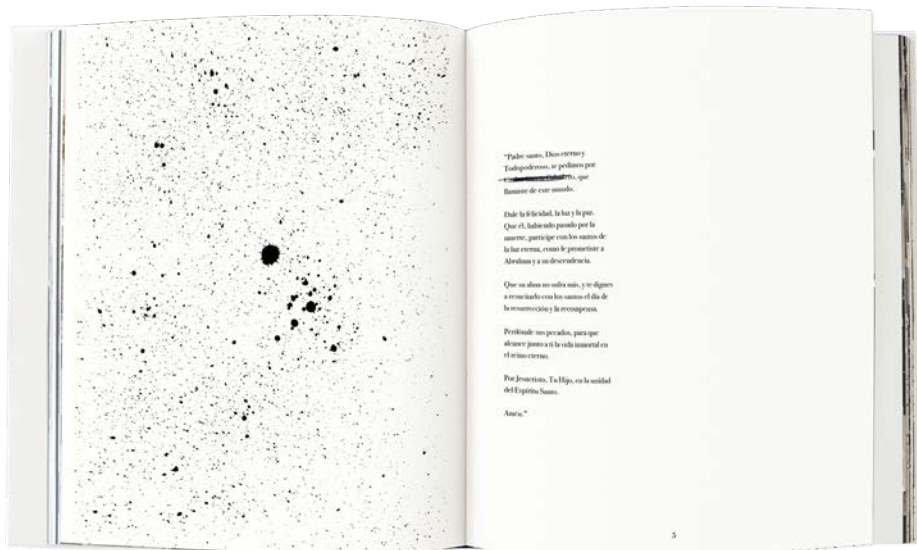 “Padre santo, Dios eterno y
Todopoderoso, se pedimos por
que
llamaste de este mundo.
Dale la felicidad, la luz y la paz.
Que él, habiendo pasado por la
muerte, participe con los santos de
la luz eterna, como le prometiste a
Abraham y a su descendencia.
Que su alma no sufra más, y te dignes
a resucitarlo con los santos el día de
la resurrección y la recompensa.
Perdónale sus pecados, para que
alcance junto a ti la vida inmortal en
el reino eterno.
Por Jesucristo, Tu Hijo, en la unidad
del Espíritu Santo.
Amén.”
5